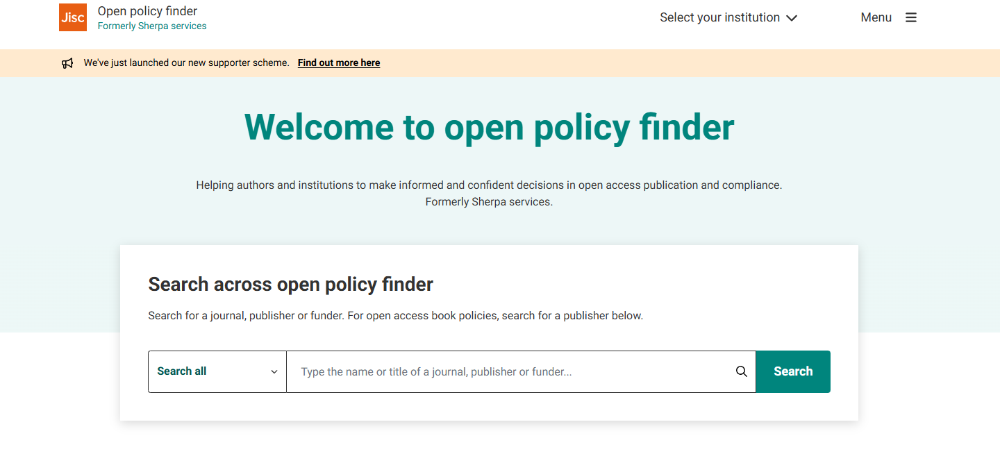 Jisc
Open policy finder
Formerly Sherpa services
Select your institution
Menu
We've just launched our new supporter scheme. Find out more here
Welcome to open policy finder
Helping authors and institutions to make informed and confident decisions in open access publication and compliance.
Formerly Sherpa services.
Search across open policy finder
Search for a journal, publisher or funder. For open access book policies, search for a publisher below.
Search all
Type the name or title of a journal, publisher or funder...
Search